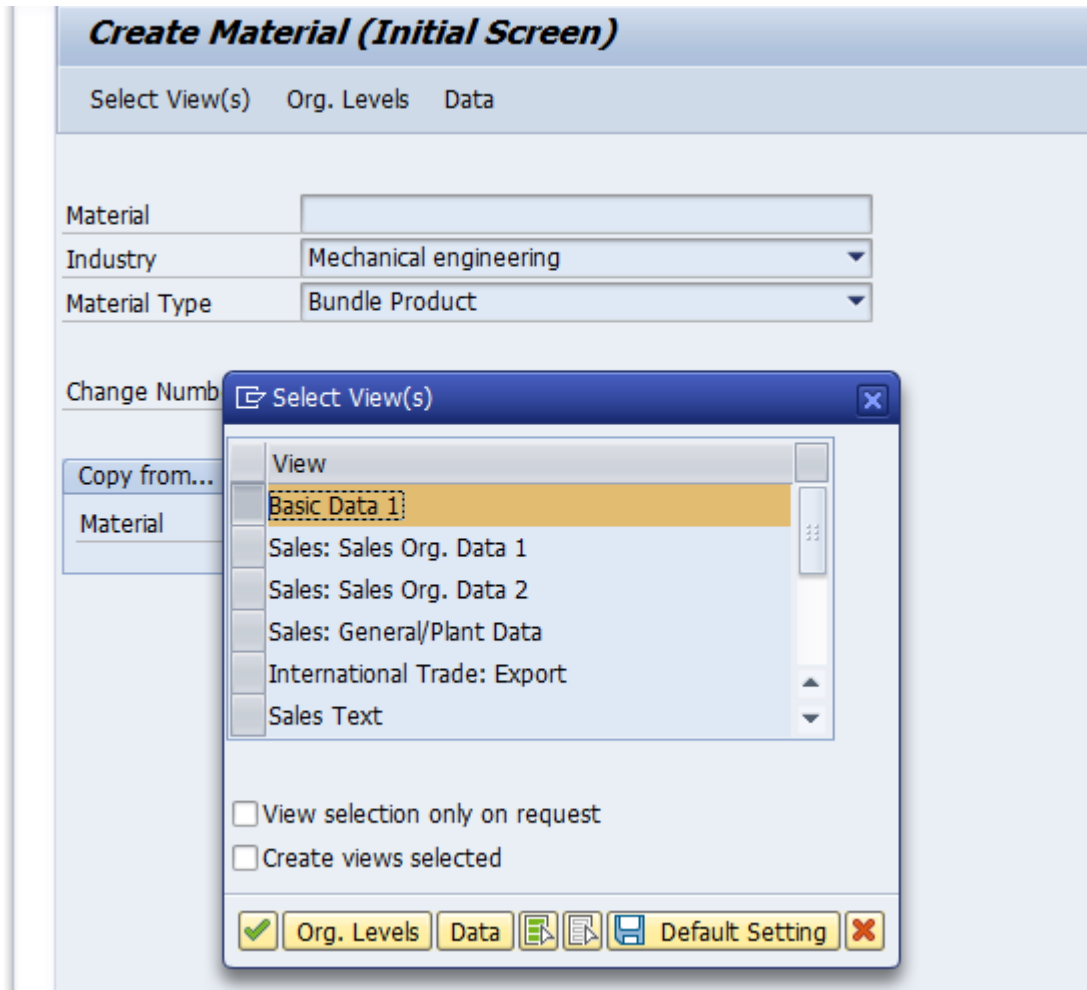 Create Material (Initial Screen)
Select View(s) Org. Levels Data
Material
Industry Mechanical engineering
Material Type Bundle Product
Change Numb
Select View(s)
Copy from...
Material
View
Basic Data 1
Sales: Sales Org. Data 1
Sales: Sales Org. Data 2
Sales: General/Plant Data
International Trade: Export
Sales Text
View selection only on request
Create views selected
Org. Levels Data Default Setting